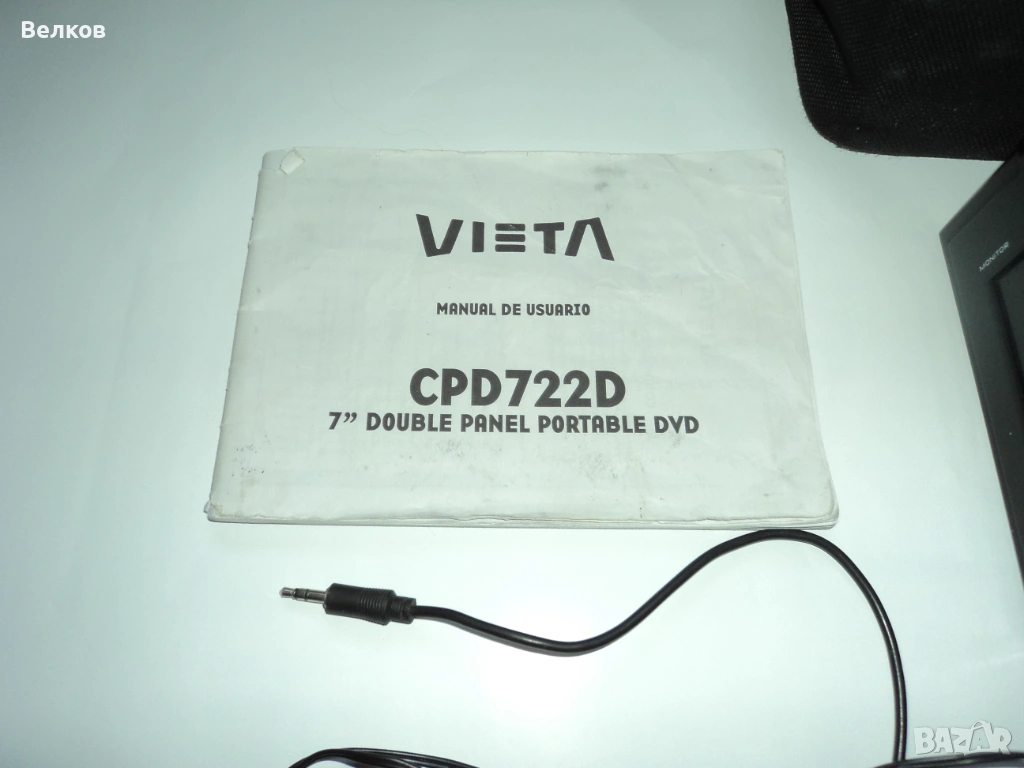 Велков
VIETA
MANUAL DE USUARIO
CPD722D
7” DOUBLE PANEL PORTABLE DVD
MONITOR
BAZAR